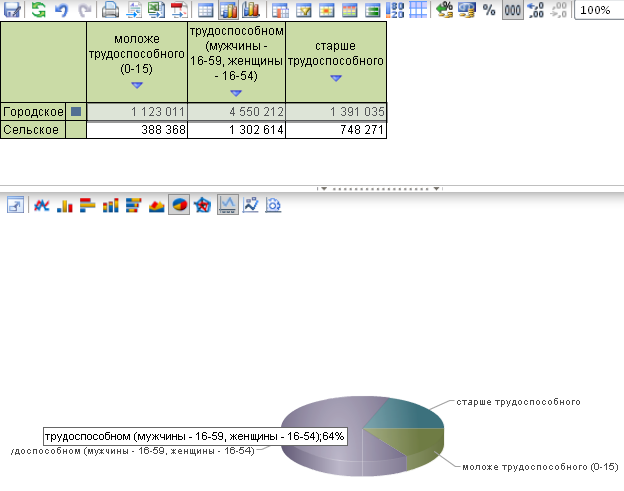 100%
моложе
трудоспособного
(0-15)
трудоспособном
(мужчины -
16-59, женщины
- 16-54)
старше
трудоспособного
Городское 1 123 011 4 550 212 1 391 035
Сельское 388 368 1 302 614 748 271
старше трудоспособного
трудоспособном (мужчины - 16-59, женщины - 16-54);64%
удоспособном (мужчины - 16-59, женщины - 16-54)
моложе трудоспособного (0-15)